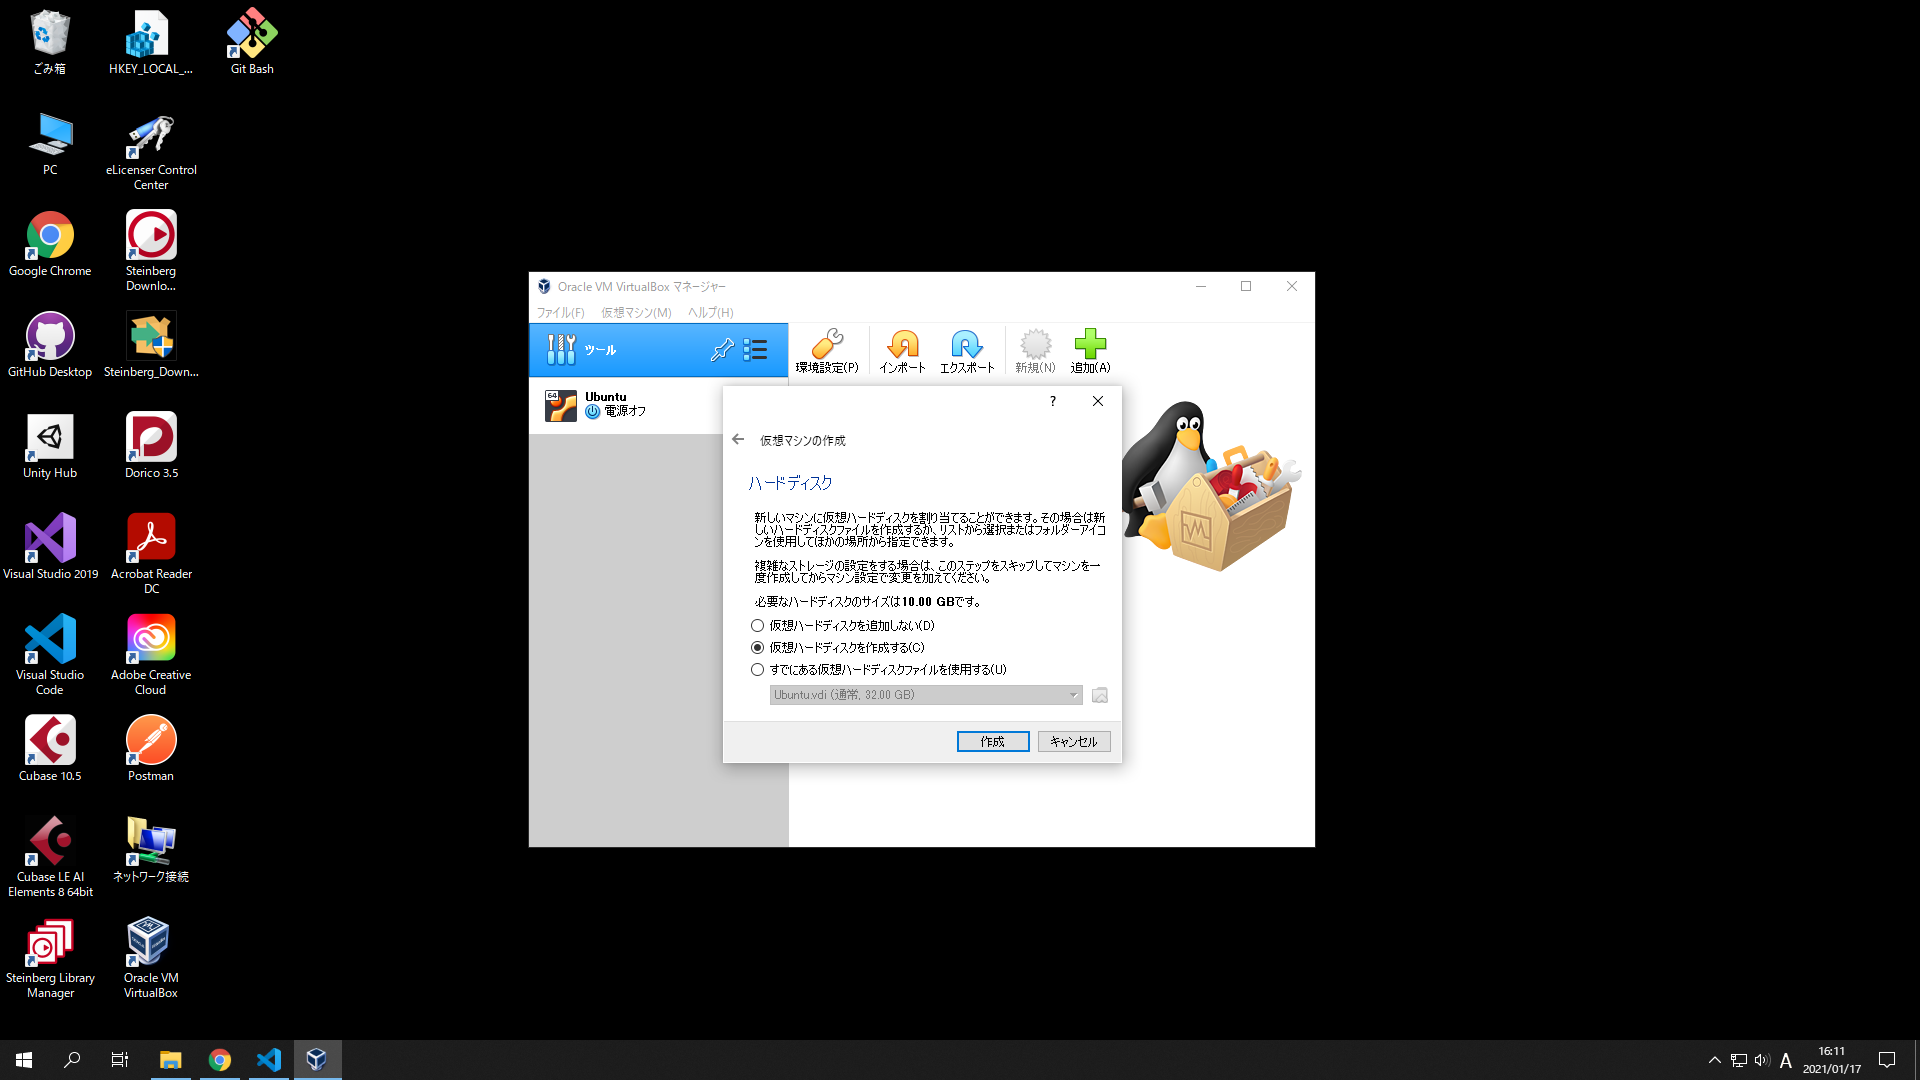 ごみ箱
HKEY_LOCAL_...
Git Bash
PC
eLicenser Control
Center
Google Chrome
Steinberg
Downlo...
GitHub Desktop
Steinberg_Down...
Unity Hub
Dorico 3.5
Visual Studio 2019
Acrobat Reader
DC
Visual Studio
Code
Adobe Creative
Cloud
Cubase 10.5
Postman
Cubase LE AI
Elements 8 64bit
ネットワーク接続
Steinberg Library
Manager
Oracle VM
VirtualBox
Oracle VM VirtualBox マネージャー
ファイル(F) 仮想マシン(M) ヘルプ(H)
ツール
環境設定(P)
インポート
エクスポート
新規(N)
追加(A)
64
Ubuntu
電源オフ
?
仮想マシンの作成
ハードディスク
新しいマシンに仮想ハードディスクを割り当てることができます。その場合は新
しいハードディスクファイルを作成するか、リストから選択またはフォルダーアイコ
ンを使用してほかの場所から指定できます。
複雑なストレージの設定をする場合は、このステップをスキップしてマシンを一
度作成してからマシン設定で変更を加えてください。
必要なハードディスクのサイズは10.00 GBです。
仮想ハードディスクを追加しない(D)
仮想ハードディスクを作成する(C)
すでにある仮想ハードディスクファイルを使用する(U)
Ubuntu.vdi (通常, 32.00 GB)
作成
キャンセル
A
16:11
2021/01/17